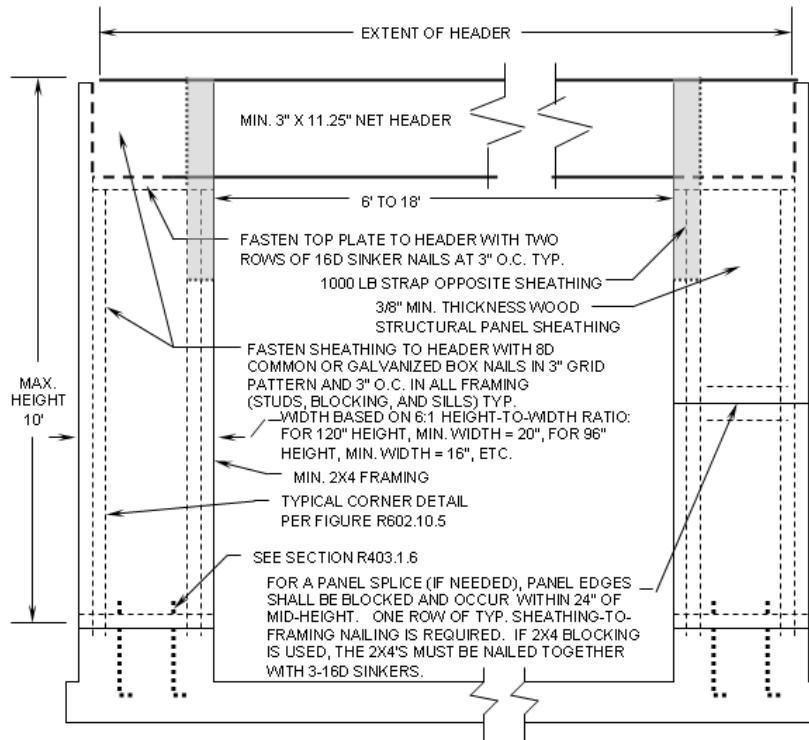 EXTENT OF HEADER
MIN. 3" X 11.25" NET HEADER
6' TO 18'
FASTEN TOP PLATE TO HEADER WITH TWO
ROWS OF 16D SINKER NAILS AT 3" O.C. TYP.
1000 LB STRAP OPPOSITE SHEATHING
3/8" MIN. THICKNESS WOOD
STRUCTURAL PANEL SHEATHING
FASTEN SHEATHING TO HEADER WITH 8D
COMMON OR GALVANIZED BOX NAILS IN 3" GRID
PATTERN AND 3" O.C. IN ALL FRAMING
(STUDS, BLOCKING, AND SILLS) TYP.
MAX.
HEIGHT
10'
WIDTH BASED ON 6:1 HEIGHT-TO-WIDTH RATIO:
FOR 120" HEIGHT, MIN. WIDTH = 20", FOR 96"
HEIGHT, MIN. WIDTH = 16", ETC.
MIN. 2X4 FRAMING
TYPICAL CORNER DETAIL
PER FIGURE R602.10.5
SEE SECTION R403.1.6
FOR A PANEL SPLICE (IF NEEDED), PANEL EDGES
SHALL BE BLOCKED AND OCCUR WITHIN 24" OF
MID-HEIGHT. ONE ROW OF TYP. SHEATHING-TO-
FRAMING NAILING IS REQUIRED. IF 2X4 BLOCKING
IS USED, THE 2X4'S MUST BE NAILED TOGETHER
WITH 3-16D SINKERS.